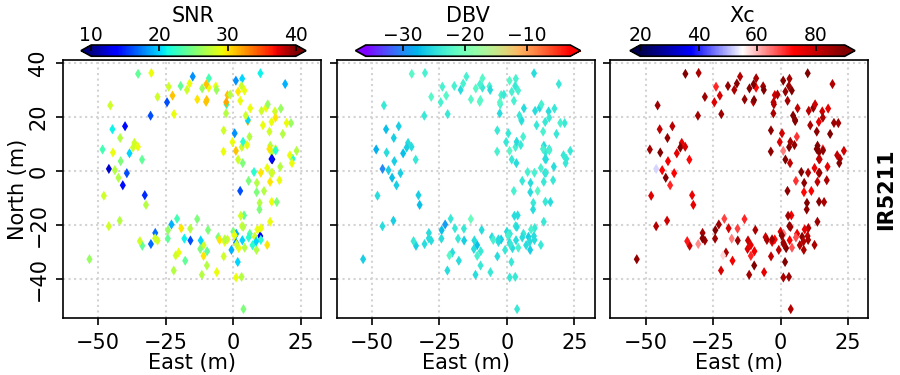 SNR DBV Xc
10 20 30 40 −30 −20 −10 20 40 60 80
North (m)
40
20
0
−20
−40
−50 −25 0 25 −50 −25 0 25 −50 −25 0 25
East (m) East (m) East (m)
IR5211